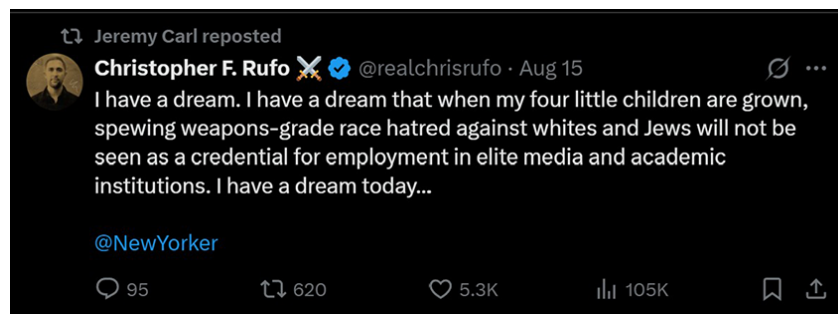 Jeremy Carl reposted
Christopher F. Rufo ⚔️ @realchrisrufo · Aug 15
I have a dream. I have a dream that when my four little children are grown,
spewing weapons-grade race hatred against whites and Jews will not be
seen as a credential for employment in elite media and academic
institutions. I have a dream today...
@NewYorker
95 620 5.3K 105K